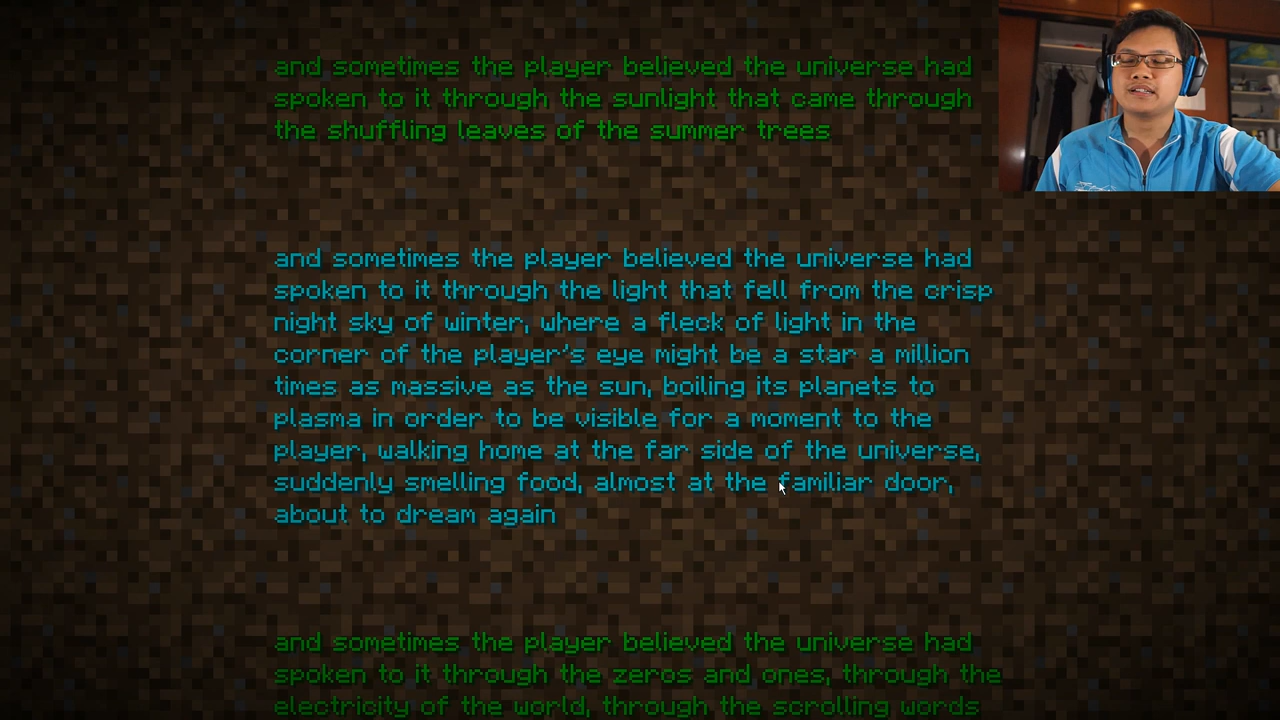 and sometimes the player believed the universe had
spoken to it through the sunlight that came through
the shuffling leaves of the summer trees
and sometimes the player believed the universe had
spoken to it through the light that fell from the crisp
night sky of winter, where a fleck of light in the
corner of the player's eye might be a star a million
times as massive as the sun, boiling its planets to
plasma in order to be visible for a moment to the
player, walking home at the far side of the universe,
suddenly smelling food, almost at the familiar door,
about to dream again
and sometimes the player believed the universe had
spoken to it through the zeros and ones, through the
electricity of the world, through the scrolling words